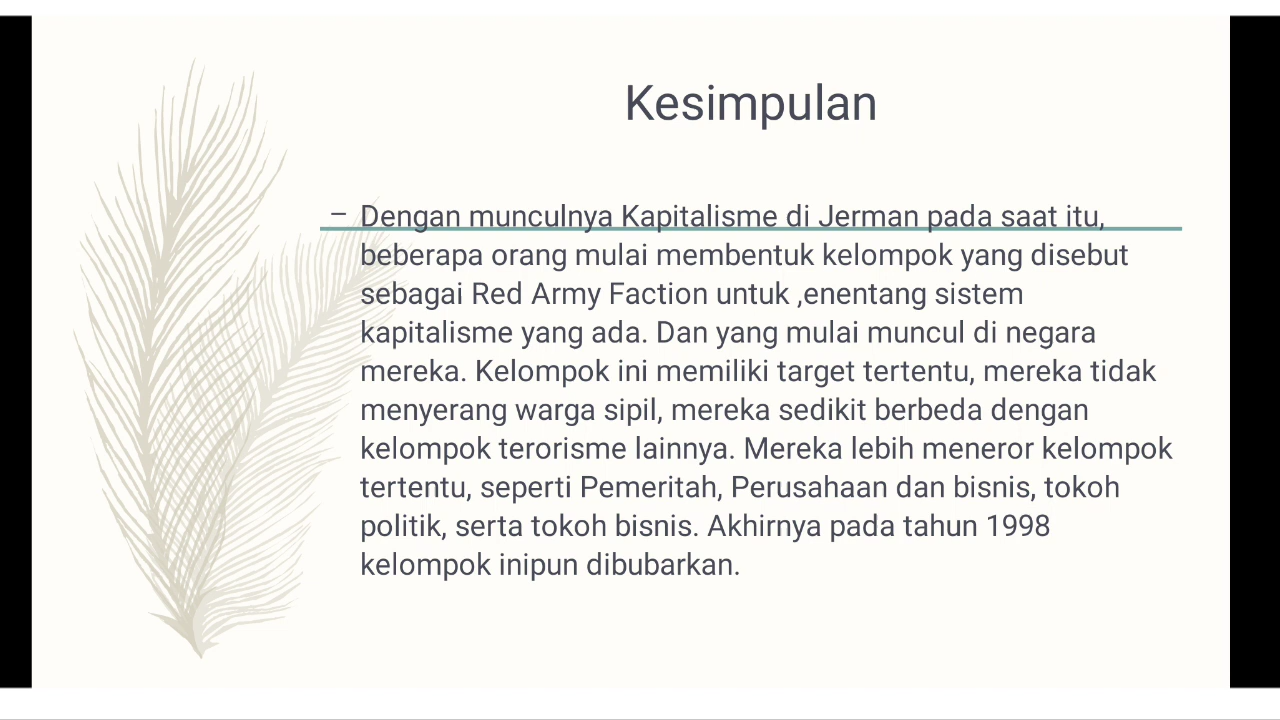 Kesimpulan
– Dengan munculnya Kapitalisme di Jerman pada saat itu,
beberapa orang mulai membentuk kelompok yang disebut
sebagai Red Army Faction untuk ,enentang sistem
kapitalisme yang ada. Dan yang mulai muncul di negara
mereka. Kelompok ini memiliki target tertentu, mereka tidak
menyerang warga sipil, mereka sedikit berbeda dengan
kelompok terorisme lainnya. Mereka lebih meneror kelompok
tertentu, seperti Pemeritah, Perusahaan dan bisnis, tokoh
politik, serta tokoh bisnis. Akhirnya pada tahun 1998
kelompok inipun dibubarkan.